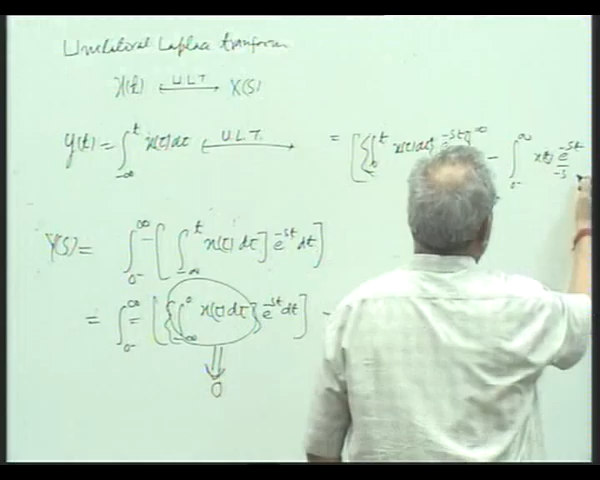 Unilateral Laplace transform
x(t) ⟷ U.L.T X(S)
y(t) = ∫_{-∞}^{t} x(τ)dτ ⟷ U.L.T.
= [{∫_{0^-}^{t} x(τ)dτ} e^{-st} - ∫_{0^-}^{∞} x(t) e^{-st}/-s
Y(S) = ∫_{0^-}^{∞} [∫_{-∞}^{t} x(τ)dτ] e^{-st} dt]
= ∫_{0^-}^{∞} [{∫_{-∞}^{0} x(τ)dτ} e^{-st} dt]
0